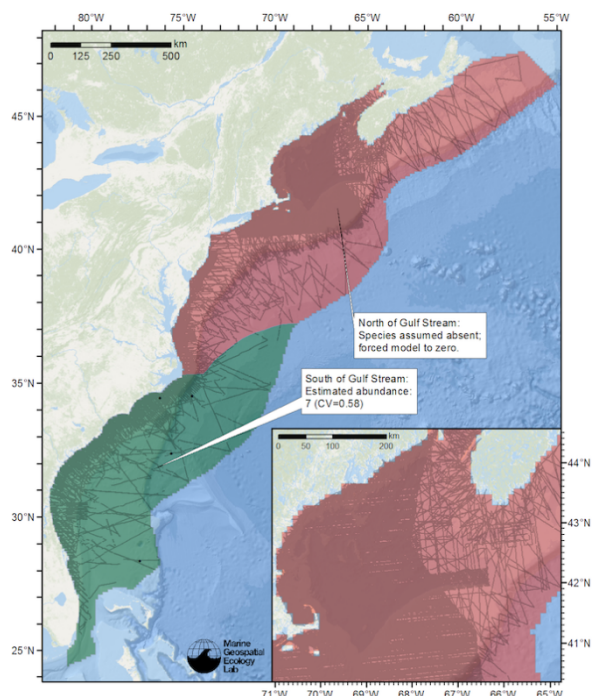 80°W 75°W 70°W 65°W 60°W 55°W
km
0 125 250 500
45°N
45°N
40°N
40°N
North of Gulf Stream:
Species assumed absent;
forced model to zero.
35°N
35°N
South of Gulf Stream:
Estimated abundance:
7 (CV=0.58)
km
0 50 100 200
44°N
30°N
43°N
42°N
25°N
41°N
Marine
Geospatial
Ecology
Lab
71°W 70°W 69°W 68°W 67°W 66°W 65°W